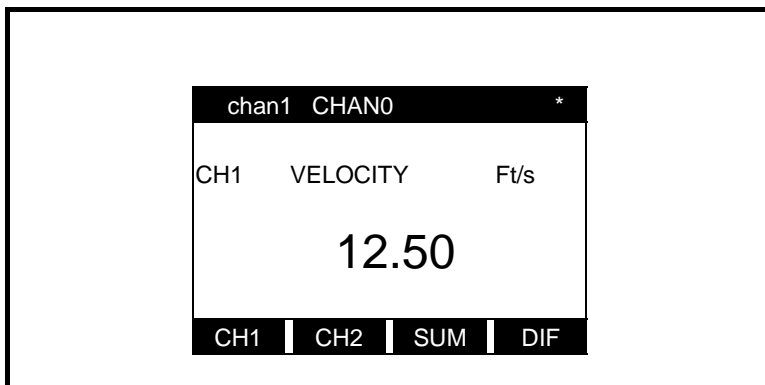 chan1 CHAN0 *
CH1 VELOCITY Ft/s
12.50
CH1 CH2 SUM DIF